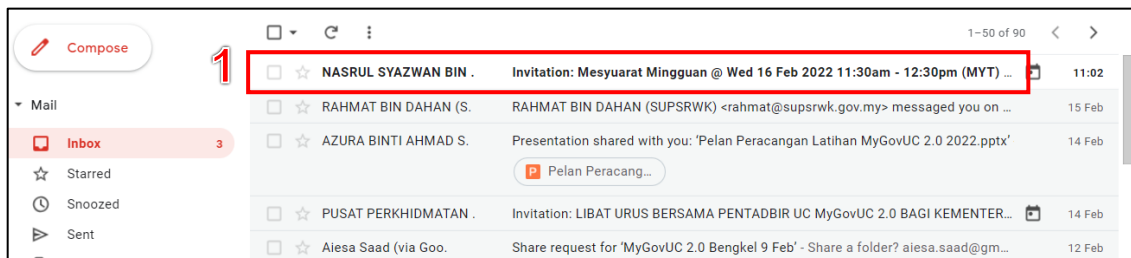 Compose
1–50 of 90
1
NASRUL SYAZWAN BIN . Invitation: Mesyuarat Mingguan @ Wed 16 Feb 2022 11:30am - 12:30pm (MYT) ... 11:02
Mail
RAHMAT BIN DAHAN (S. RAHMAT BIN DAHAN (SUPSRWK) <rahmat@supsrwk.gov.my> messaged you on ... 15 Feb
Inbox 3
AZURA BINTI AHMAD S. Presentation shared with you: ‘Pelan Peracangan Latihan MyGovUC 2.0 2022.pptx’ 14 Feb
Starred
P Pelan Peracang...
Snoozed
PUSAT PERKHIDMATAN . Invitation: LIBAT URUS BERSAMA PENTADBIR UC MyGovUC 2.0 BAGI KEMENTER... 14 Feb
Sent
Aiesa Saad (via Goo. Share request for ‘MyGovUC 2.0 Bengkel 9 Feb’ - Share a folder? aiesa.saad@gm... 12 Feb